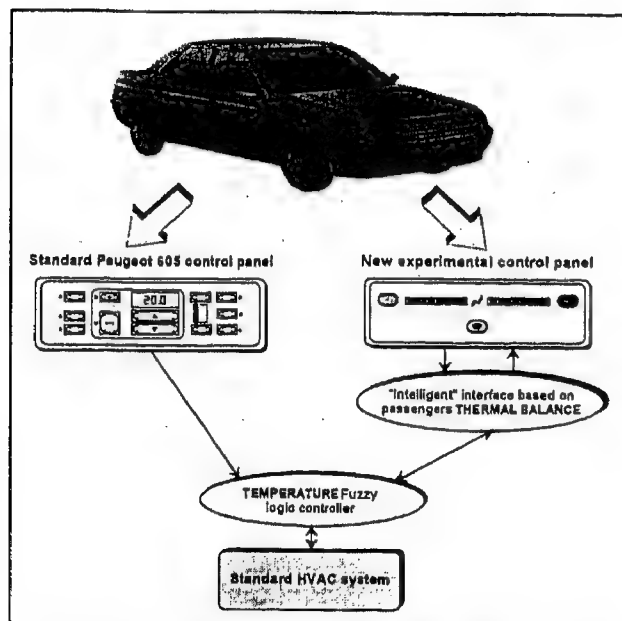 Standard Peugeot 605 control panel
New experimental control panel
20.0
"Intelligent" interface based on
passengers THERMAL BALANCE
TEMPERATURE Fuzzy
logic controller
Standard HVAC system